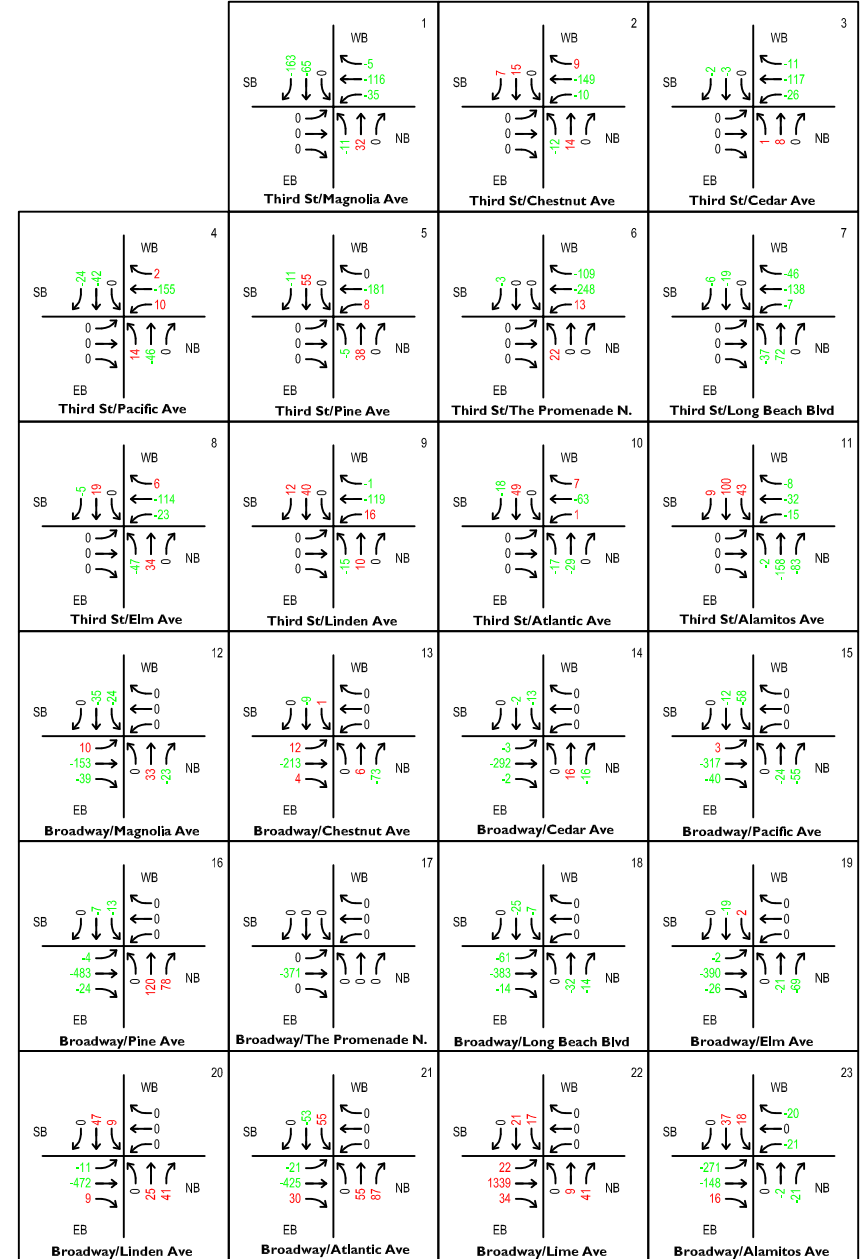 1
WB
-163 -65 0
-5
SB
-116
-35
0
0
0
-11 32 0
NB
EB
Third St/Magnolia Ave
2
WB
7 15 0
9
SB
-149
-10
0
0
0
-12 14 0
NB
EB
Third St/Chestnut Ave
3
WB
-2 -3 0
-11
SB
-117
-26
0
0
0
1 8 0
NB
EB
Third St/Cedar Ave
4
WB
-24 -42 0
2
SB
-155
10
0
0
0
14 -46 0
NB
EB
Third St/Pacific Ave
5
WB
-11 55 0
0
SB
-181
8
0
0
0
-5 38 0
NB
EB
Third St/Pine Ave
6
WB
-3 0 0
-109
SB
-248
13
0
0
0
22 0 0
NB
EB
Third St/The Promenade N.
7
WB
-6 -19 0
-46
SB
-138
-7
0
0
0
-37 -72 0
NB
EB
Third St/Long Beach Blvd
8
WB
-5 19 0
6
SB
-114
-23
0
0
0
-47 34 0
NB
EB
Third St/Elm Ave
9
WB
12 40 0
-1
SB
-119
16
0
0
0
-15 10 0
NB
EB
Third St/Linden Ave
10
WB
-18 49 0
7
SB
-63
1
0
0
0
-17 -29 0
NB
EB
Third St/Atlantic Ave
11
WB
9 100 43
-8
SB
-32
-15
0
0
0
-2 -158 -83
NB
EB
Third St/Alamitos Ave
12
WB
0 -35 -24
0
SB
0
0
10
-153
-39
0 33 -23
NB
EB
Broadway/Magnolia Ave
13
WB
0 -9 1
0
SB
0
0
12
-213
4
0 6 -73
NB
EB
Broadway/Chestnut Ave
14
WB
0 -2 -13
0
SB
0
0
-3
-292
-2
0 16 -16
NB
EB
Broadway/Cedar Ave
15
WB
0 -12 -58
0
SB
0
0
3
-317
-40
0 -24 -55
NB
EB
Broadway/Pacific Ave
16
WB
0 -7 -13
0
SB
0
0
-4
-483
-24
0 120 78
NB
EB
Broadway/Pine Ave
17
WB
0 0 0
0
SB
0
0
0
-371
0
0 0 0
NB
EB
Broadway/The Promenade N.
18
WB
0 -25 -7
0
SB
0
0
-61
-383
-14
0 -32 -14
NB
EB
Broadway/Long Beach Blvd
19
WB
0 -19 2
0
SB
0
0
-2
-390
-26
0 -21 -69
NB
EB
Broadway/Elm Ave
20
WB
0 47 9
0
SB
0
0
-11
-472
9
0 25 41
NB
EB
Broadway/Linden Ave
21
WB
0 -53 55
0
SB
0
0
-21
-425
30
0 55 87
NB
EB
Broadway/Atlantic Ave
22
WB
0 21 17
0
SB
0
0
22
1339
34
0 9 41
NB
EB
Broadway/Lime Ave
23
WB
0 37 18
-20
SB
0
-21
-271
-148
16
0 -2 -21
NB
EB
Broadway/Alamitos Ave